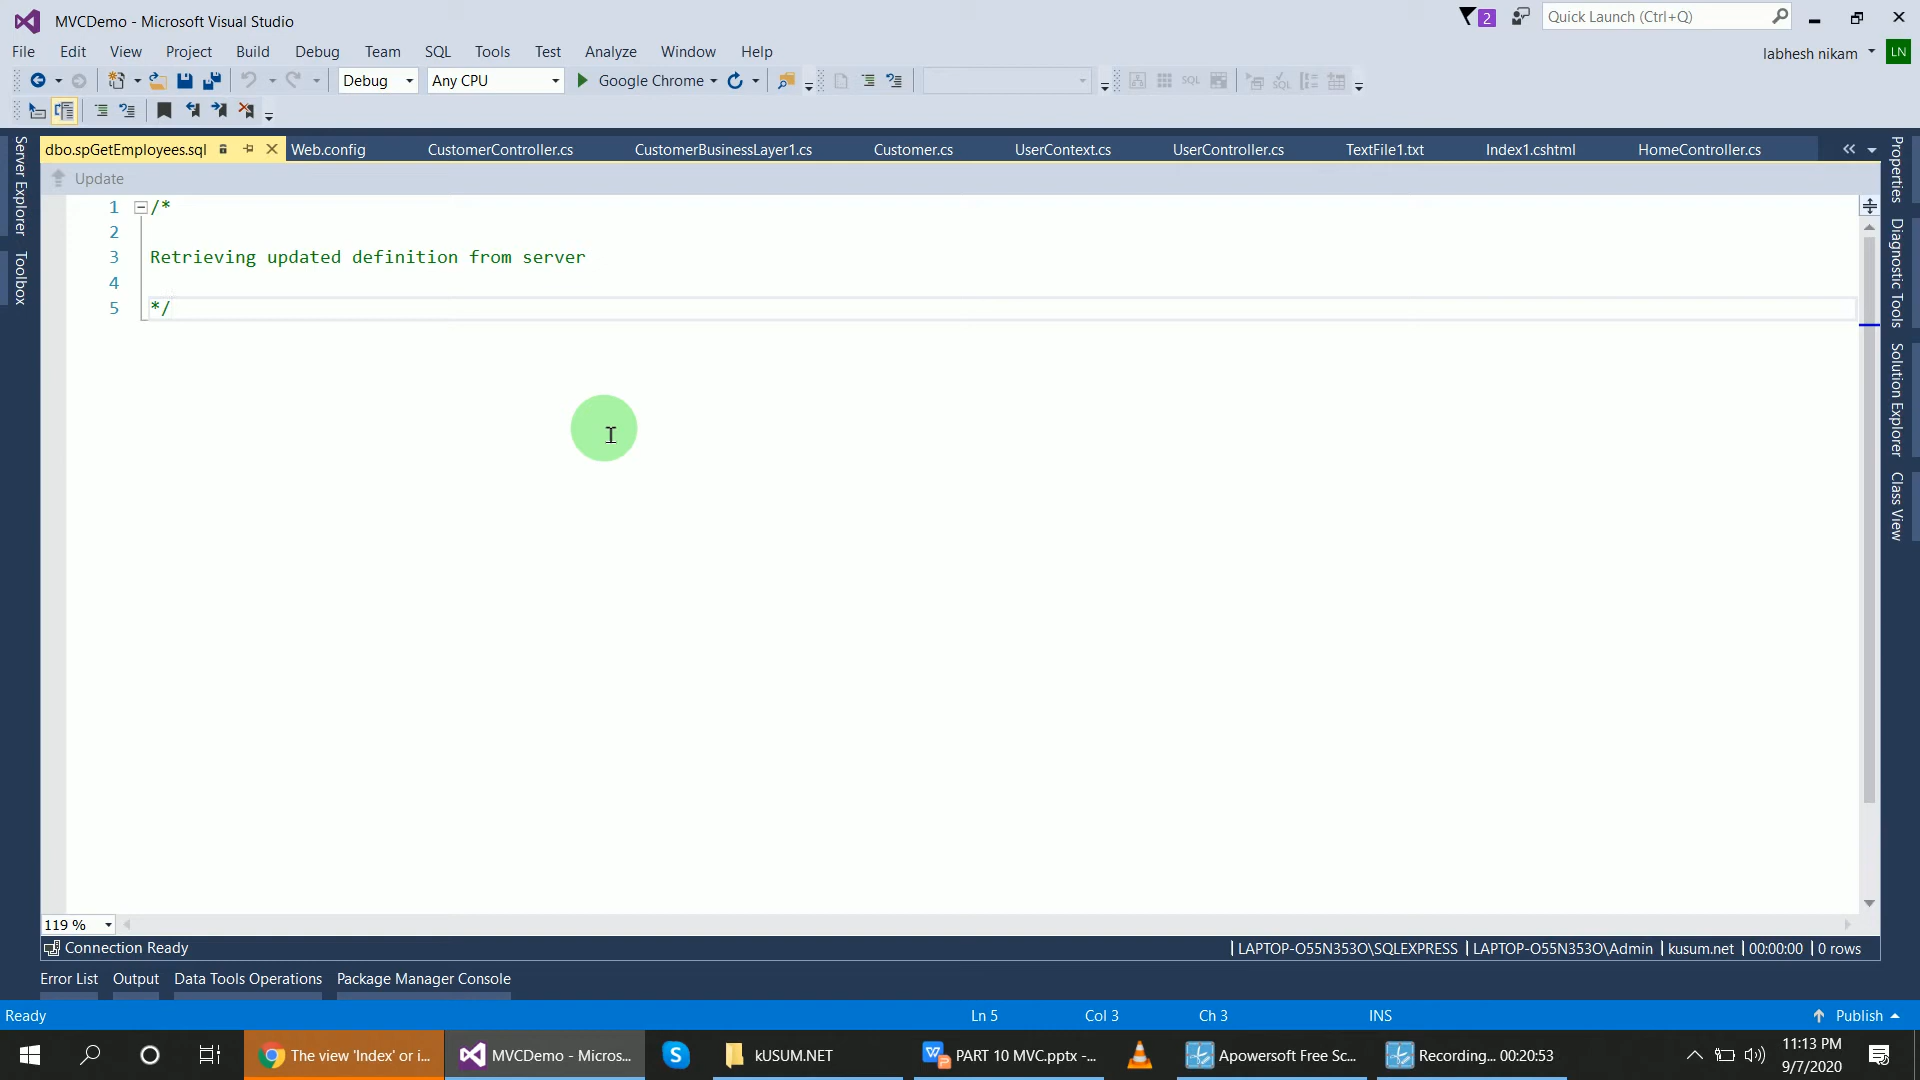 MVCDemo - Microsoft Visual Studio
2
Quick Launch (Ctrl+Q)
File Edit View Project Build Debug Team SQL Tools Test Analyze Window Help
labhesh nikam LN
Debug Any CPU Google Chrome SQL SQL
dbo.spGetEmployees.sql Web.config CustomerController.cs CustomerBusinessLayer1.cs Customer.cs UserContext.cs UserController.cs TextFile1.txt Index1.cshtml HomeController.cs
Update
Server Explorer
Toolbox
1 /*
2
3 Retrieving updated definition from server
4
5 */
Properties
Diagnostic Tools
Solution Explorer
Class View
119 %
Connection Ready
LAPTOP-O55N353O\SQLEXPRESS LAPTOP-O55N353O\Admin kusum.net 00:00:00 0 rows
Error List Output Data Tools Operations Package Manager Console
Ready Ln 5 Col 3 Ch 3 INS Publish
The view 'Index' or i... MVCDemo - Micros... S kUSUM.NET PART 10 MVC.pptx -... Apowersoft Free Sc... Recording... 00:20:53
11:13 PM
9/7/2020